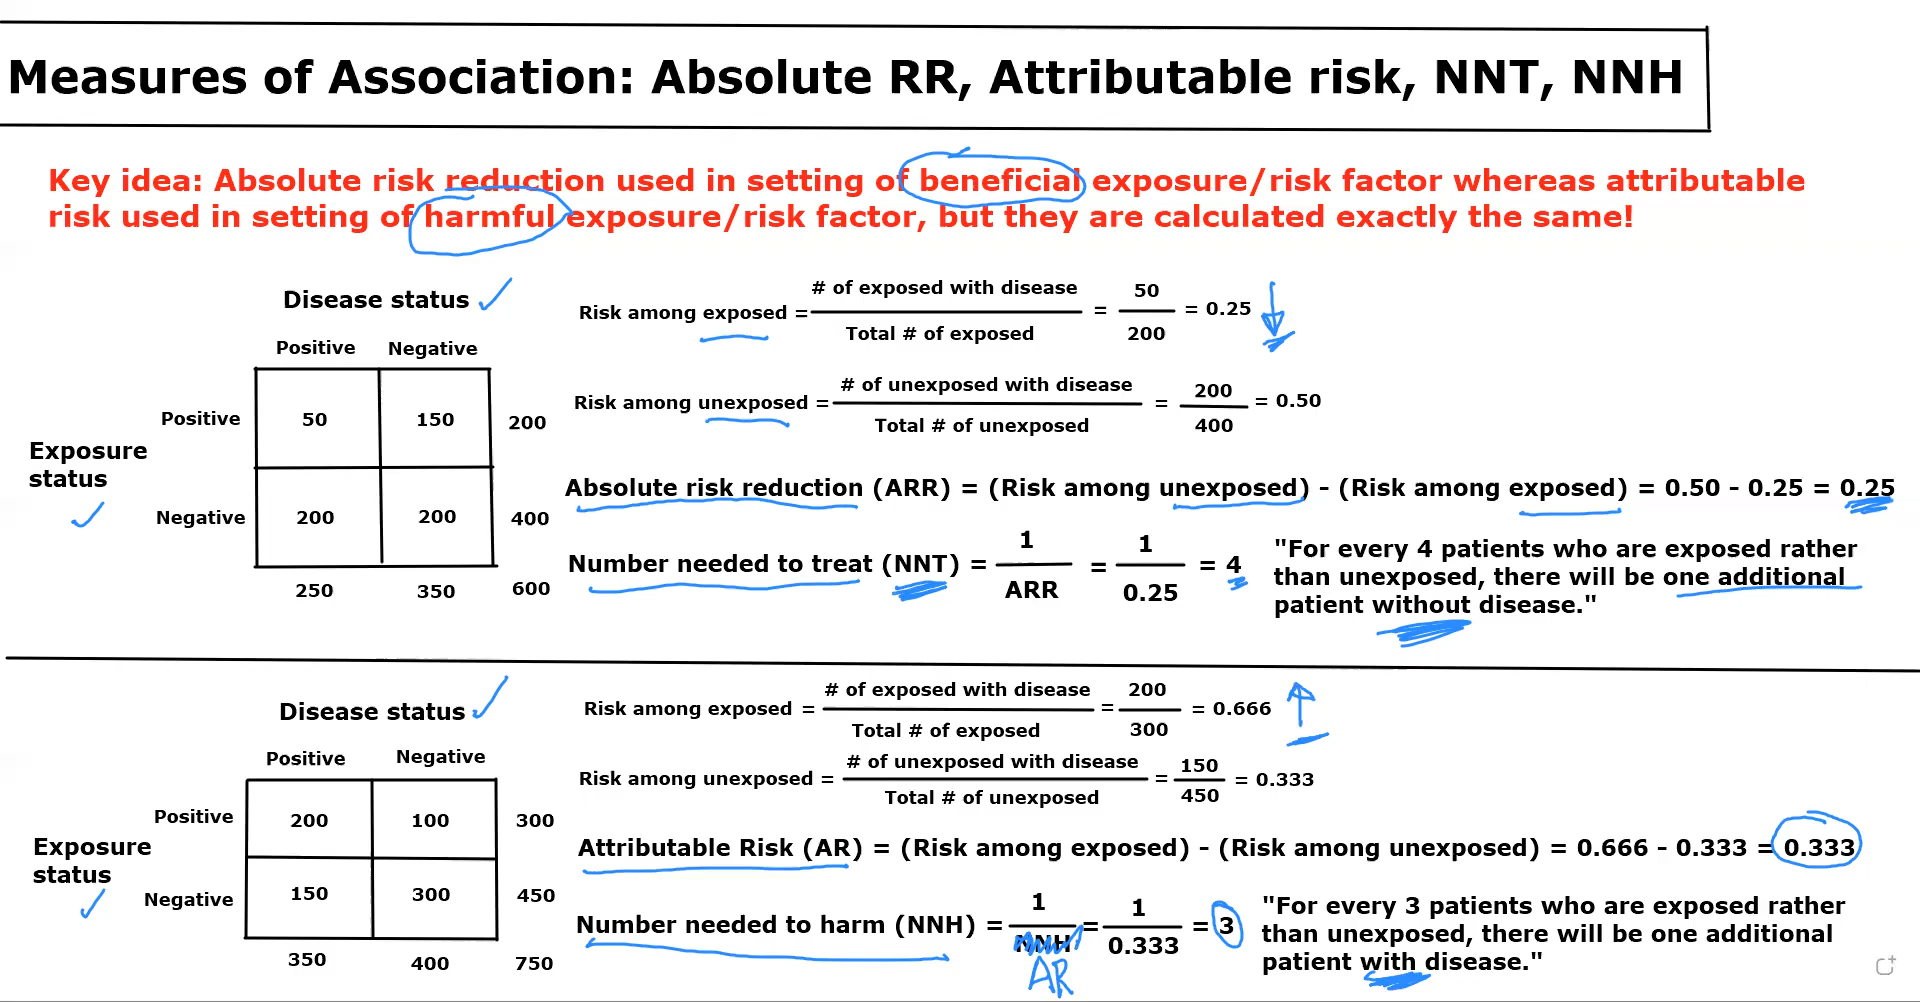 Measures of Association: Absolute RR, Attributable risk, NNT, NNH
Key idea: Absolute risk reduction used in setting of beneficial exposure/risk factor whereas attributable
risk used in setting of harmful exposure/risk factor, but they are calculated exactly the same!
Disease status
Positive Negative
Positive 50 150 200
Exposure
status
Negative 200 200 400
250 350 600
# of exposed with disease 50
Risk among exposed = = = 0.25
Total # of exposed 200
# of unexposed with disease 200
Risk among unexposed = = = 0.50
Total # of unexposed 400
Absolute risk reduction (ARR) = (Risk among unexposed) - (Risk among exposed) = 0.50 - 0.25 = 0.25
1 1
Number needed to treat (NNT) = = = 4
ARR 0.25
"For every 4 patients who are exposed rather
than unexposed, there will be one additional
patient without disease."
Disease status
Positive Negative
Positive 200 100 300
Exposure
status
Negative 150 300 450
350 400 750
# of exposed with disease 200
Risk among exposed = = = 0.666
Total # of exposed 300
# of unexposed with disease 150
Risk among unexposed = = = 0.333
Total # of unexposed 450
Attributable Risk (AR) = (Risk among exposed) - (Risk among unexposed) = 0.666 - 0.333 = 0.333
1 1
Number needed to harm (NNH) = = = 3
NNH 0.333
AR
"For every 3 patients who are exposed rather
than unexposed, there will be one additional
patient with disease."